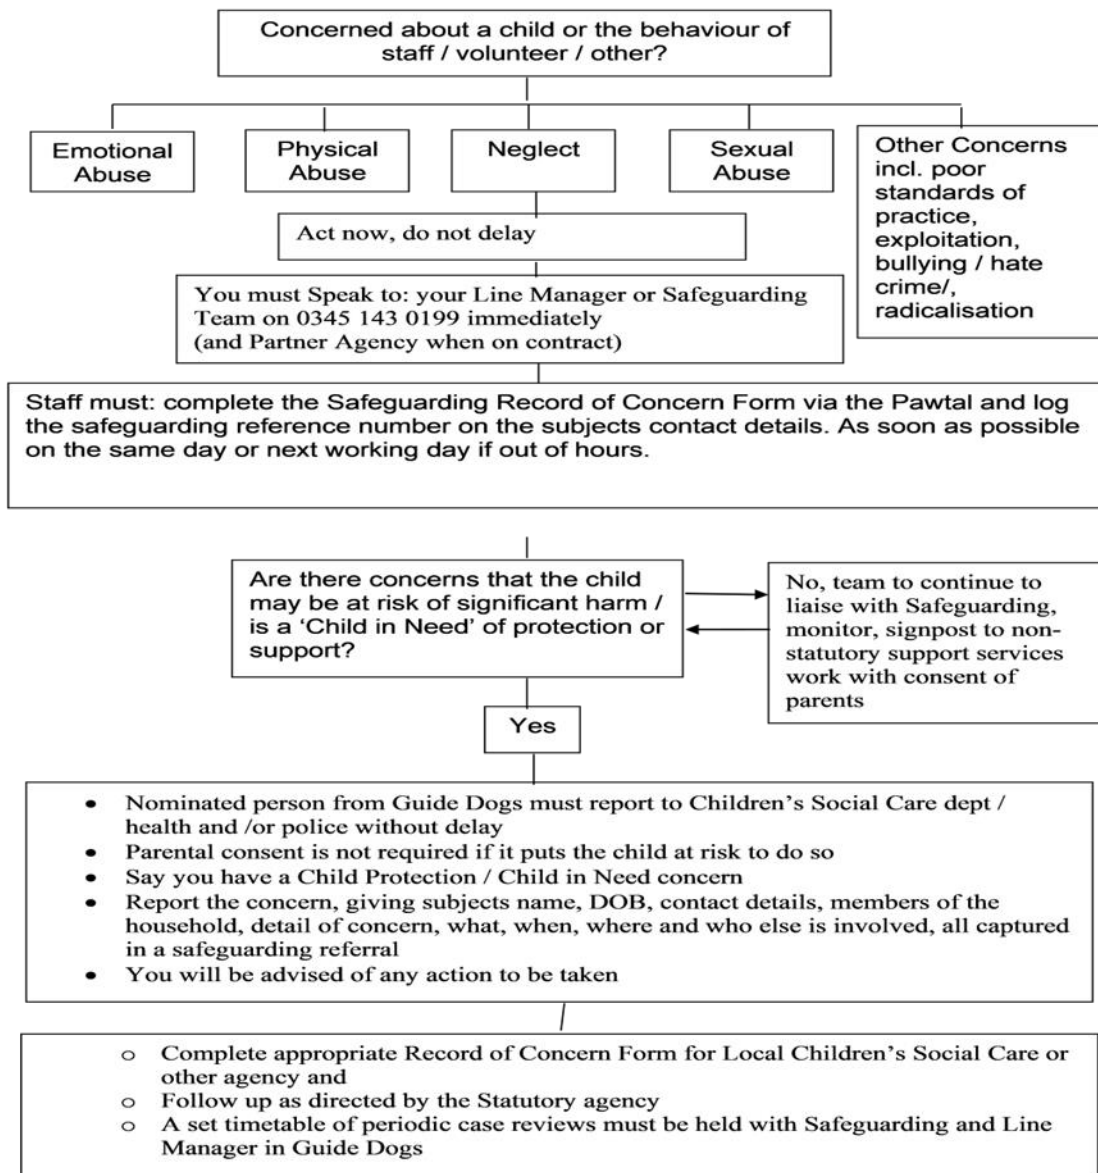 Concerned about a child or the behaviour of
staff / volunteer / other?
Emotional
Abuse
Physical
Abuse
Neglect
Sexual
Abuse
Other Concerns
incl. poor
standards of
practice,
exploitation,
bullying / hate
crime/,
radicalisation
Act now, do not delay
You must Speak to: your Line Manager or Safeguarding
Team on 0345 143 0199 immediately
(and Partner Agency when on contract)
Staff must: complete the Safeguarding Record of Concern Form via the Pawtal and log
the safeguarding reference number on the subjects contact details. As soon as possible
on the same day or next working day if out of hours.
Are there concerns that the child
may be at risk of significant harm /
is a ‘Child in Need’ of protection or
support?
No, team to continue to
liaise with Safeguarding,
monitor, signpost to non-
statutory support services
work with consent of
parents
Yes
• Nominated person from Guide Dogs must report to Children’s Social Care dept /
health and /or police without delay
• Parental consent is not required if it puts the child at risk to do so
• Say you have a Child Protection / Child in Need concern
• Report the concern, giving subjects name, DOB, contact details, members of the
household, detail of concern, what, when, where and who else is involved, all captured
in a safeguarding referral
• You will be advised of any action to be taken
o Complete appropriate Record of Concern Form for Local Children’s Social Care or
other agency and
o Follow up as directed by the Statutory agency
o A set timetable of periodic case reviews must be held with Safeguarding and Line
Manager in Guide Dogs